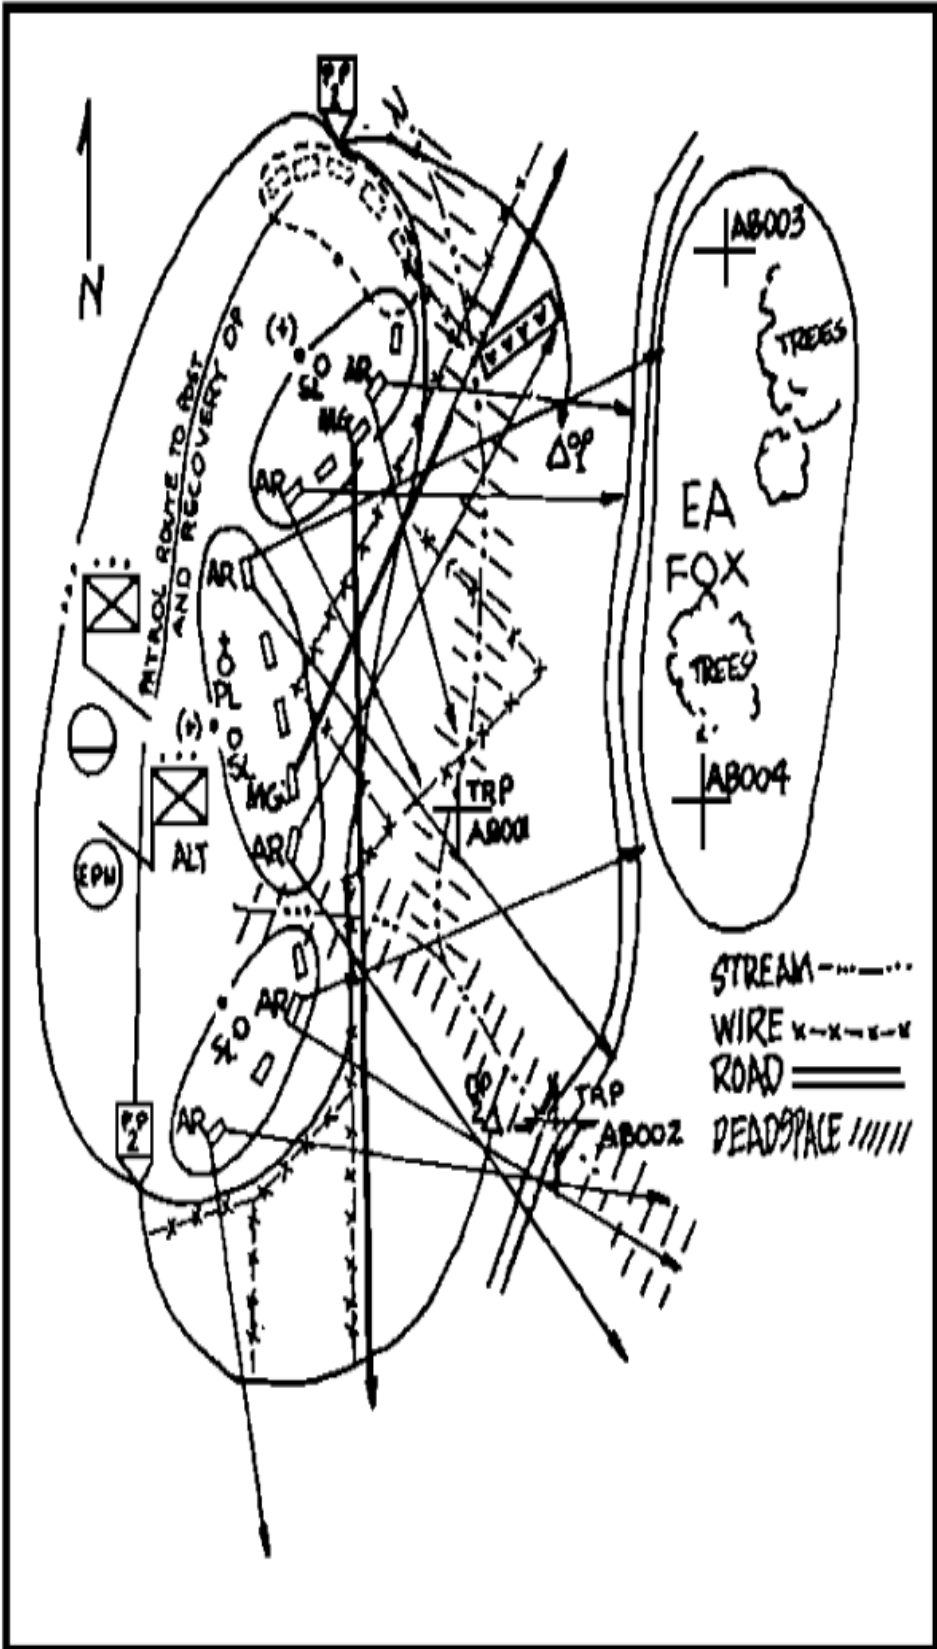 PP
1
N
AB003
TREES
(+)
O
SL
AR
MG
AR
OP
1
PATROL ROUTE TO POST
AND RECOVERY OP
EA
FOX
AR
PL
TREES
(+)
O
SL
MG
AR
ALT
EPW
TRP
AB001
AB004
STREAM
WIRE
ROAD
DEADSPACE
AR
O
SL
PP
2
AR
OP
2
TRP
AB002